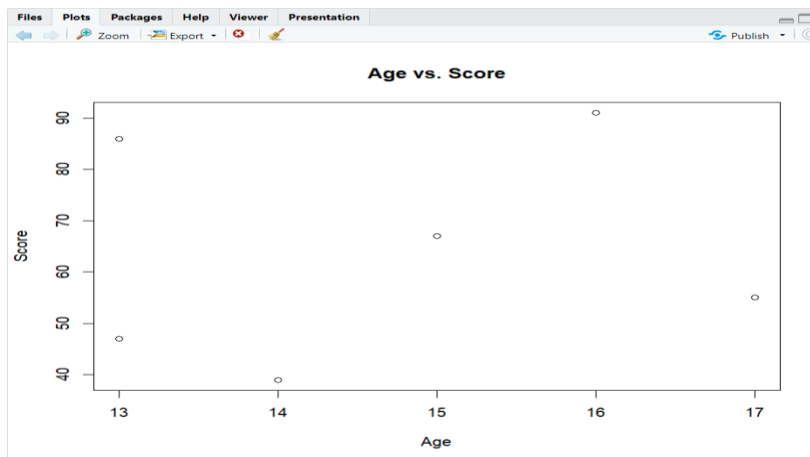 Files Plots Packages Help Viewer Presentation
Zoom Export Publish
Age vs. Score
90
80
70
60
50
40
Score
13 14 15 16 17
Age